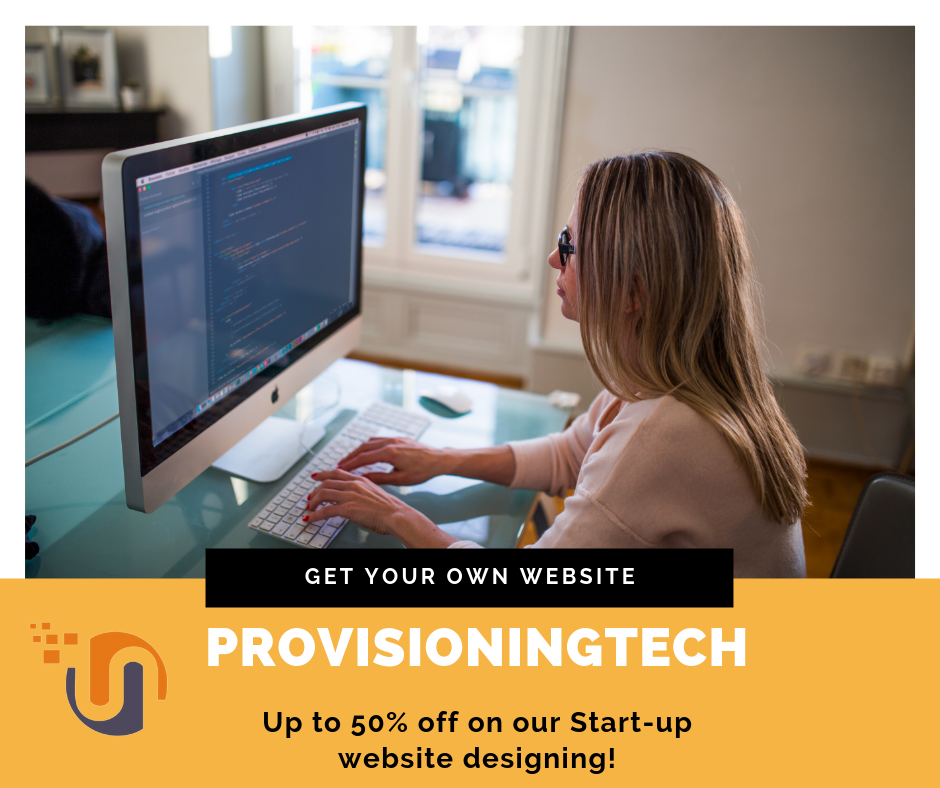 GET YOUR OWN WEBSITE
PROVISIONINGTECH
Up to 50% off on our Start-up
website designing!